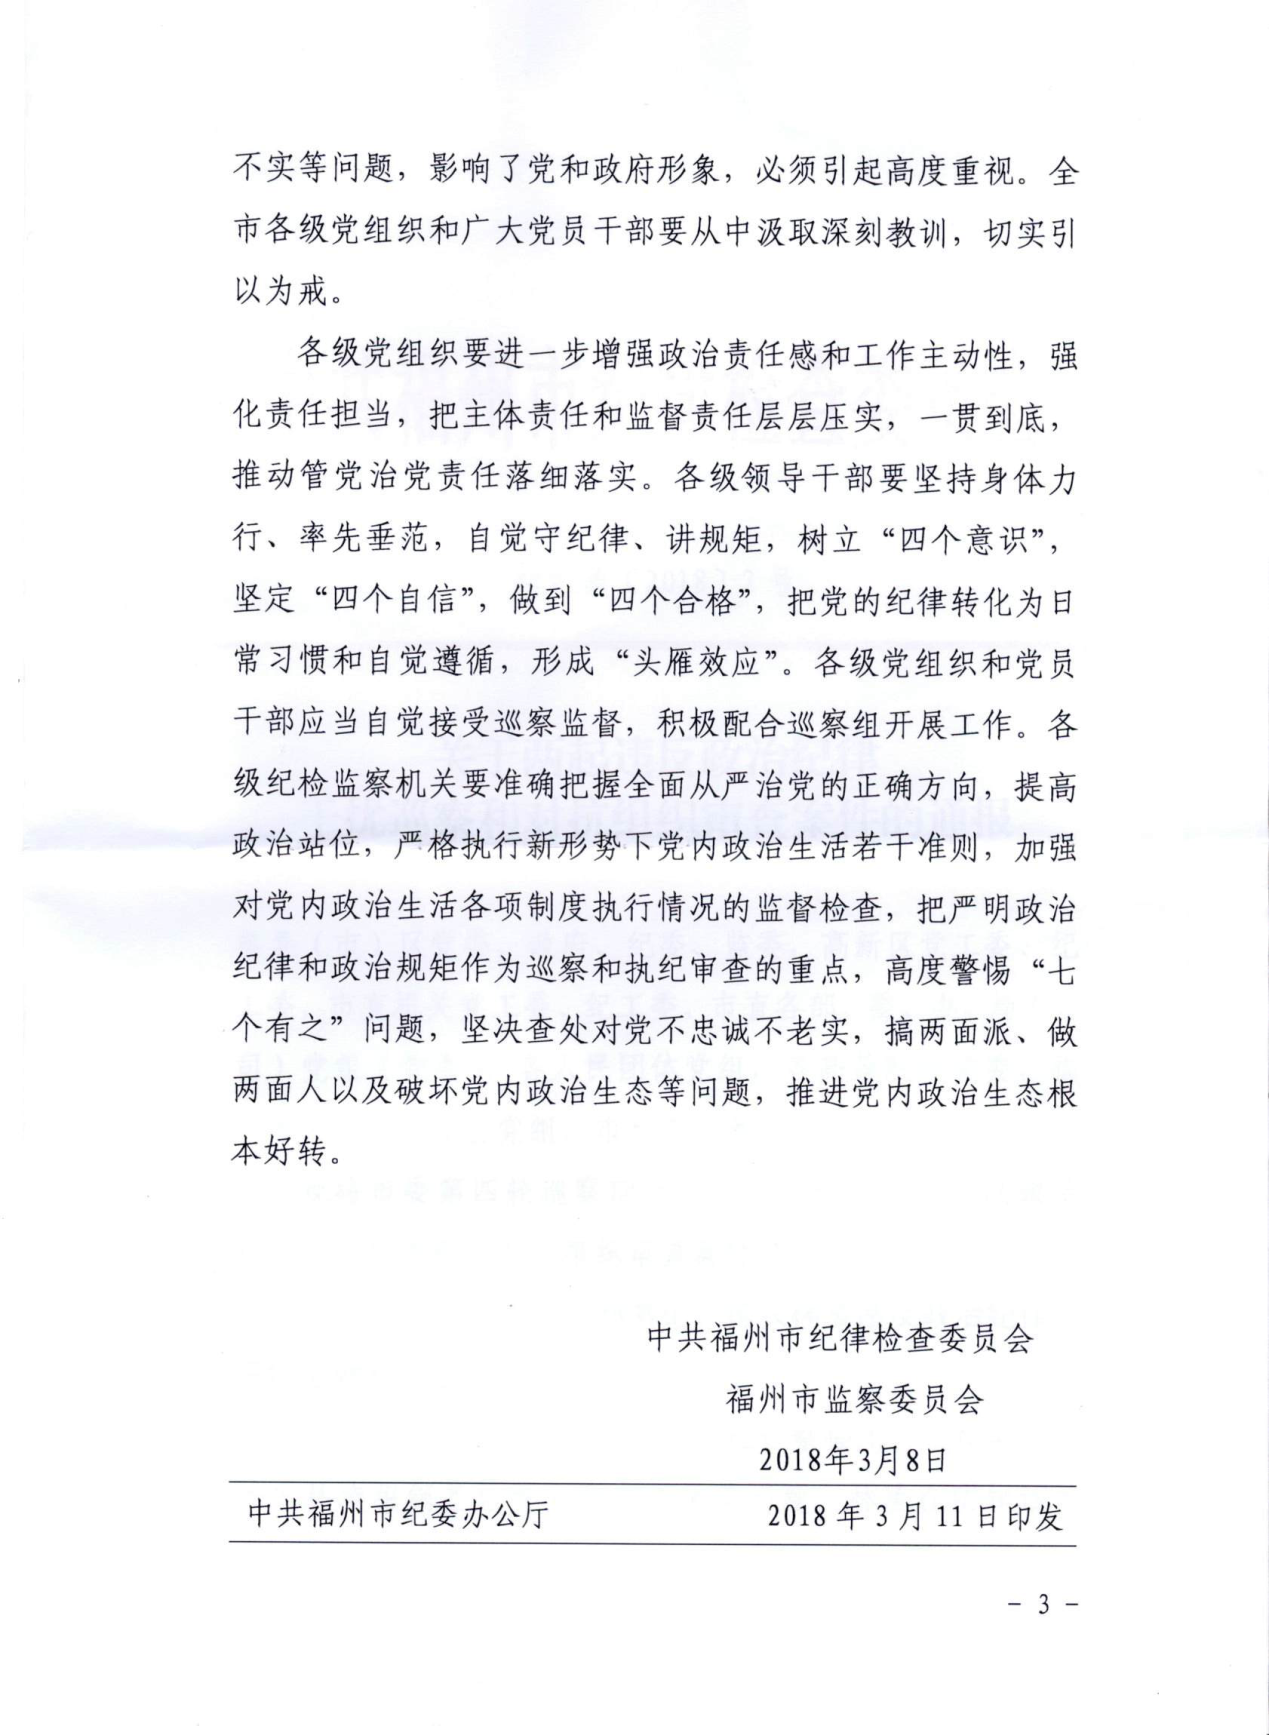 不实等问题，影响了党和政府形象，必须引起高度重视。全
市各级党组织和广大党员干部要从中汲取深刻教训，切实引
以为戒。
各级党组织要进一步增强政治责任感和工作主动性，强
化责任担当，把主体责任和监督责任层层压实，一贯到底，
推动管党治党责任落细落实。各级领导干部要坚持身体力
行、率先垂范，自觉守纪律、讲规矩，树立“四个意识”，
坚定“四个自信”，做到“四个合格”，把党的纪律转化为日
常习惯和自觉遵循，形成“头雁效应”。各级党组织和党员
干部应当自觉接受巡察监督，积极配合巡察组开展工作。各
级纪检监察机关要准确把握全面从严治党的正确方向，提高
政治站位，严格执行新形势下党内政治生活若干准则，加强
对党内政治生活各项制度执行情况的监督检查，把严明政治
纪律和政治规矩作为巡察和执纪审查的重点，高度警惕“七
个有之”问题，坚决查处对党不忠诚不老实，搞两面派、做
两面人以及破坏党内政治生态等问题，推进党内政治生态根
本好转。
中共福州市纪律检查委员会
福州市监察委员会
2018年3月8日
中共福州市纪委办公厅 2018 年 3 月 11 日印发
- 3 -